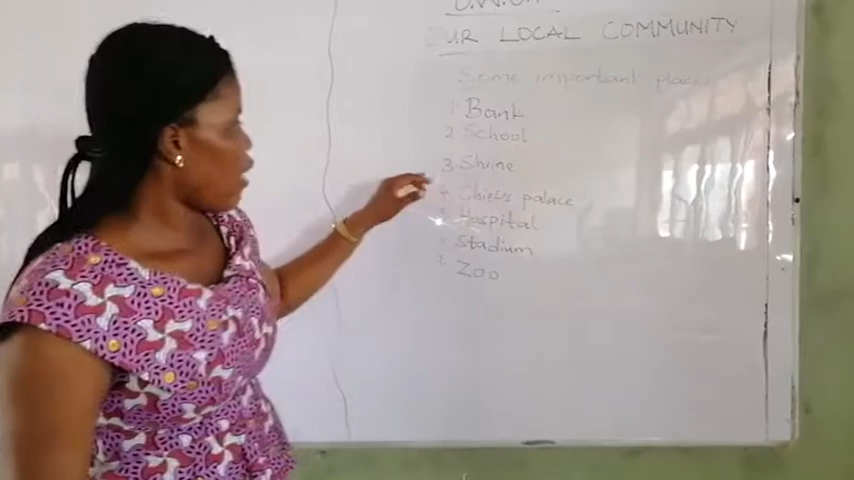 O.W.O.P
OUR LOCAL COMMUNITY
Some important places
1. Bank
2. School
3. Shrine
4. Chiefs palace
5. Hospital
6. Stadium
7. Zoo